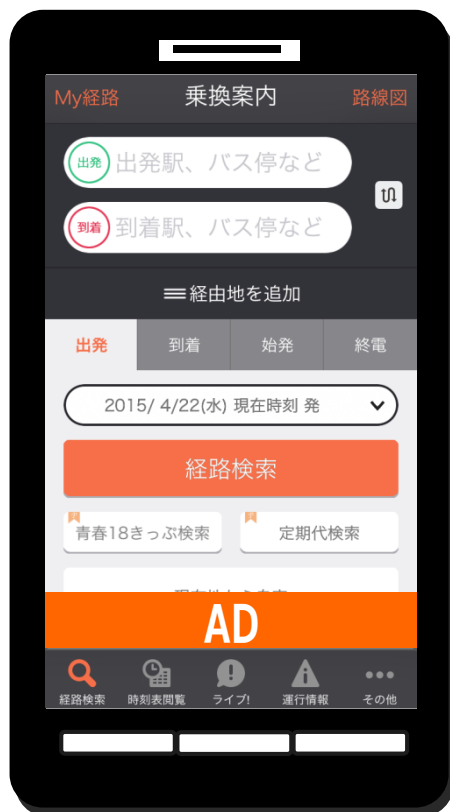 My経路 乗換案内 路線図
出発 出発駅、バス停など
到着 到着駅、バス停など
経由地を追加
出発 到着 始発 終電
2015/ 4/22(水) 現在時刻 発
経路検索
青春18きっぷ検索 定期代検索
AD
経路検索 時刻表閲覧 ライブ! 運行情報 その他